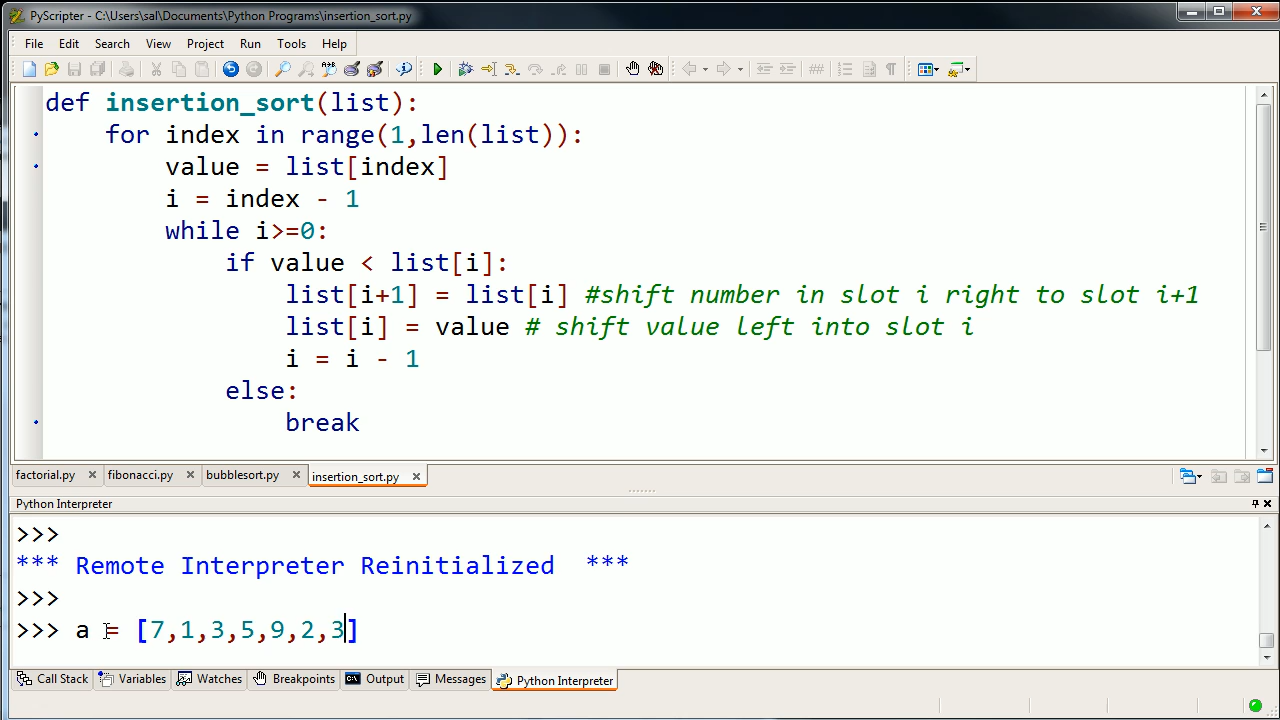 PyScripter - C:\Users\sal\Documents\Python Programs\insertion_sort.py
File Edit Search View Project Run Tools Help
def insertion_sort(list):
    for index in range(1,len(list)):
        value = list[index]
        i = index - 1
        while i>=0:
            if value < list[i]:
                list[i+1] = list[i] #shift number in slot i right to slot i+1
                list[i] = value # shift value left into slot i
                i = i - 1
            else:
                break
factorial.py fibonacci.py bubblesort.py insertion_sort.py
Python Interpreter
>>>
*** Remote Interpreter Reinitialized  ***
>>>
>>> a = [7,1,3,5,9,2,3]
Call Stack Variables Watches Breakpoints Output Messages Python Interpreter